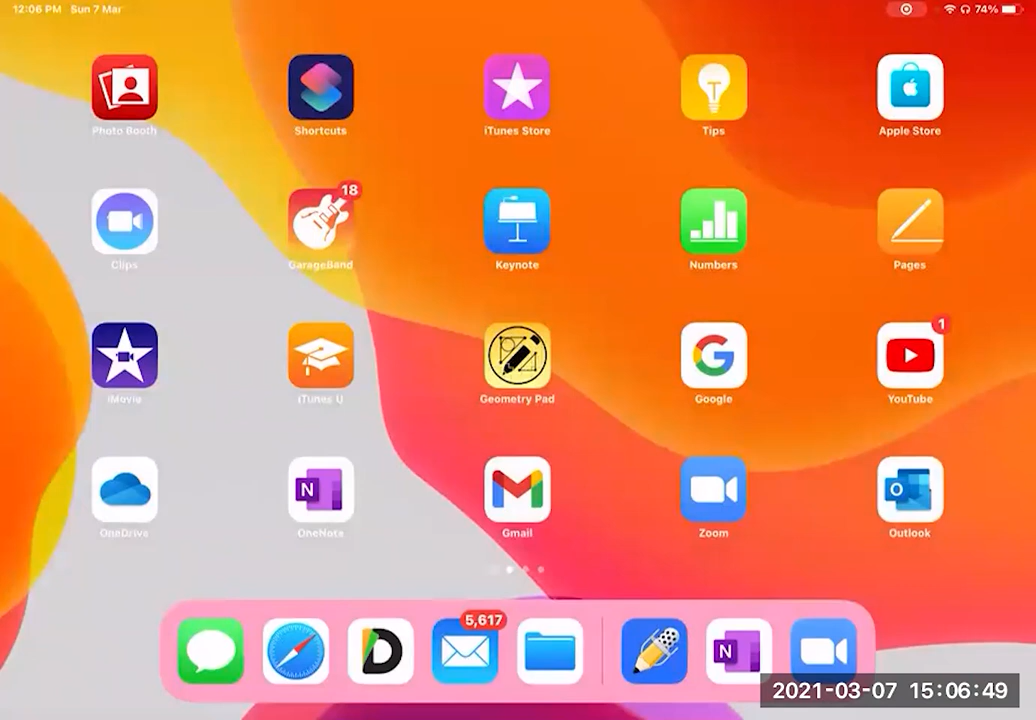 12:06 PM Sun 7 Mar 74%
Photo Booth Shortcuts iTunes Store Tips Apple Store
18
Clips GarageBand Keynote Numbers Pages
1
iMovie iTunes U Geometry Pad Google YouTube
N O
OneDrive OneNote Gmail Zoom Outlook
5,617
D N
2021-03-07 15:06:49